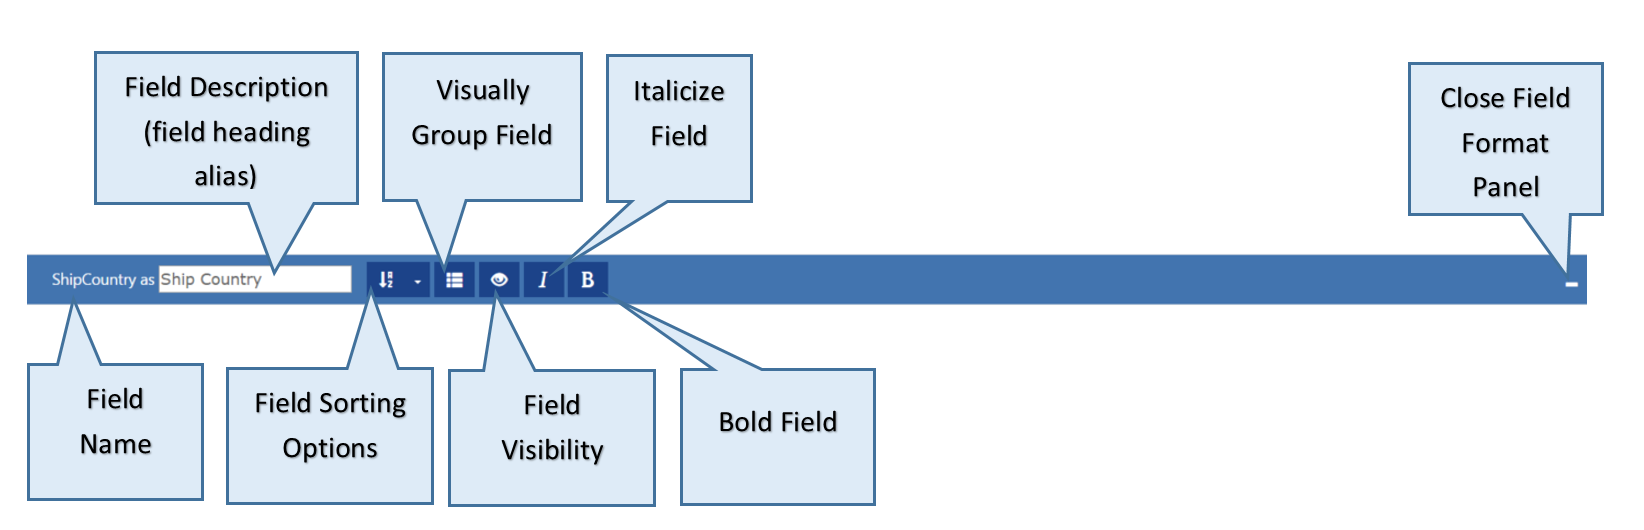 Field Description
(field heading
alias)
Visually
Group Field
Italicize
Field
Close Field
Format
Panel
ShipCountry as Ship Country
I B
Field
Name
Field Sorting
Options
Field
Visibility
Bold Field